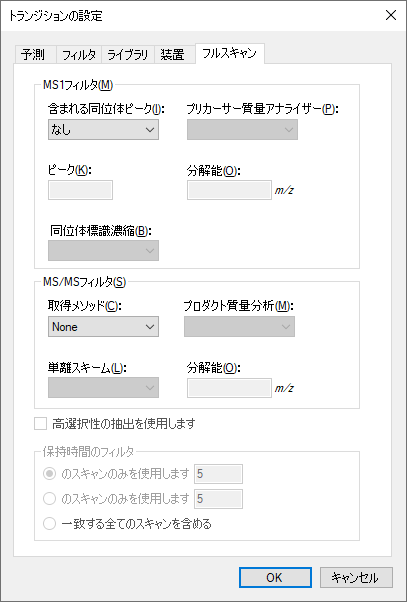 トランジションの設定
予測 フィルタ ライブラリ 装置 フルスキャン
MS1フィルタ(M)
含まれる同位体ピーク(I): プリカーサー質量アナライザー(P):
なし
ピーク(K): 分解能(O):
m/z
同位体標識濃縮(B):
MS/MSフィルタ(S)
取得メソッド(C): プロダクト質量分析(M):
None
単離スキーム(L): 分解能(O):
m/z
高選択性の抽出を使用します
保持時間のフィルタ
のスキャンのみを使用します 5
のスキャンのみを使用します 5
一致する全てのスキャンを含める
OK キャンセル